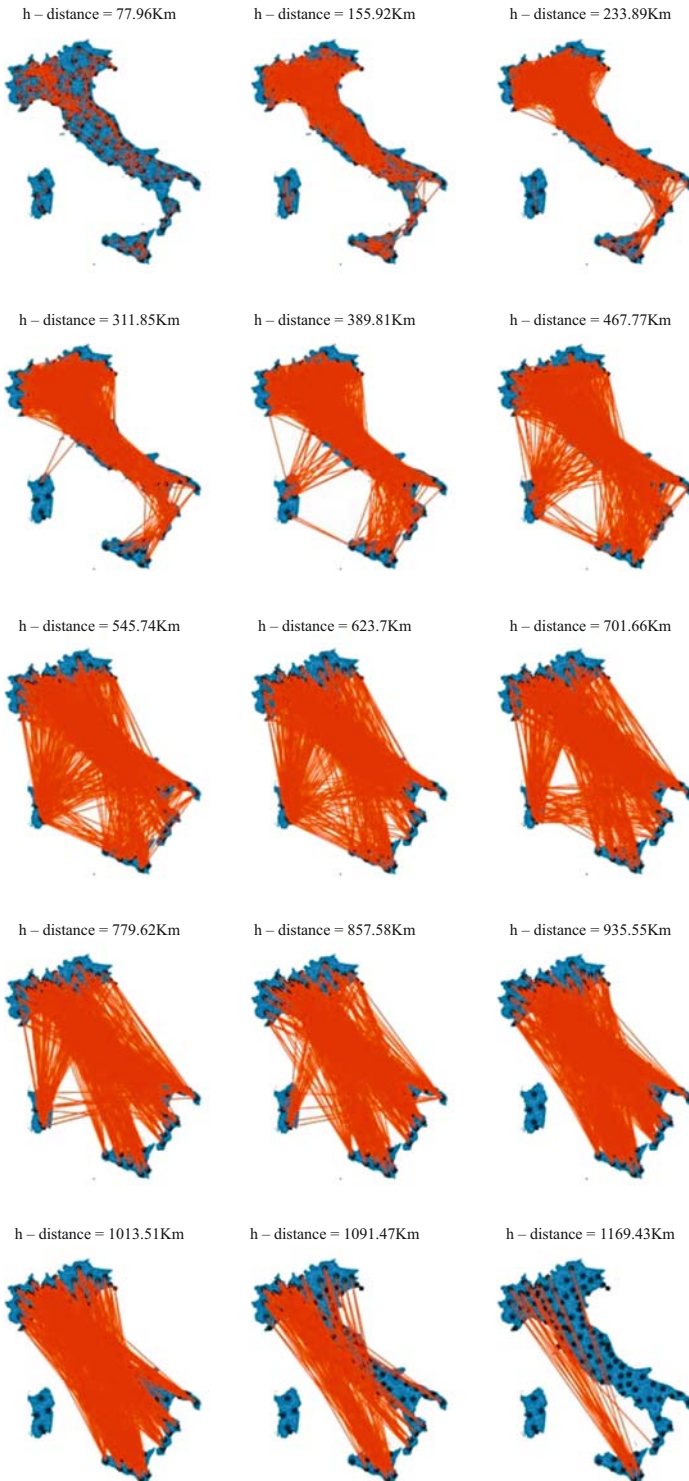 h – distance = 77.96Km
h – distance = 155.92Km
h – distance = 233.89Km
h – distance = 311.85Km
h – distance = 389.81Km
h – distance = 467.77Km
h – distance = 545.74Km
h – distance = 623.7Km
h – distance = 701.66Km
h – distance = 779.62Km
h – distance = 857.58Km
h – distance = 935.55Km
h – distance = 1013.51Km
h – distance = 1091.47Km
h – distance = 1169.43Km